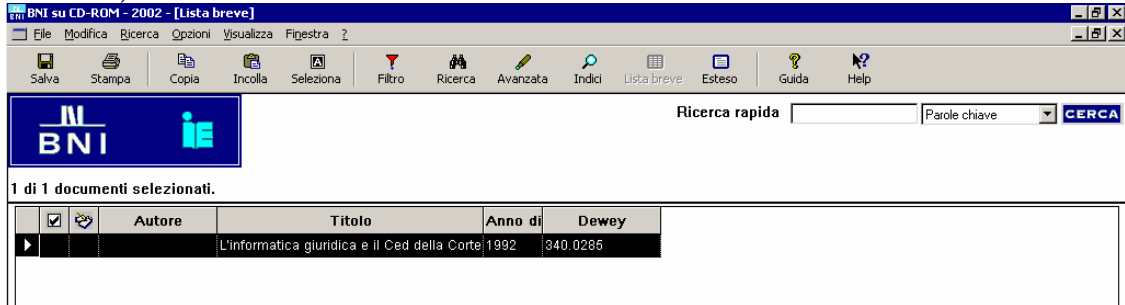 BNI BNI su CD-ROM - 2002 - [Lista breve]
File Modifica Ricerca Opzioni Visualizza Finestra ?
Salva Stampa Copia Incolla Seleziona Filtro Ricerca Avanzata Indici Lista breve Esteso Guida Help
BNI iE
Ricerca rapida Parole chiave CERCA
1 di 1 documenti selezionati.
Autore Titolo Anno di Dewey
L'informatica giuridica e il Ced della Corte 1992 340.0285